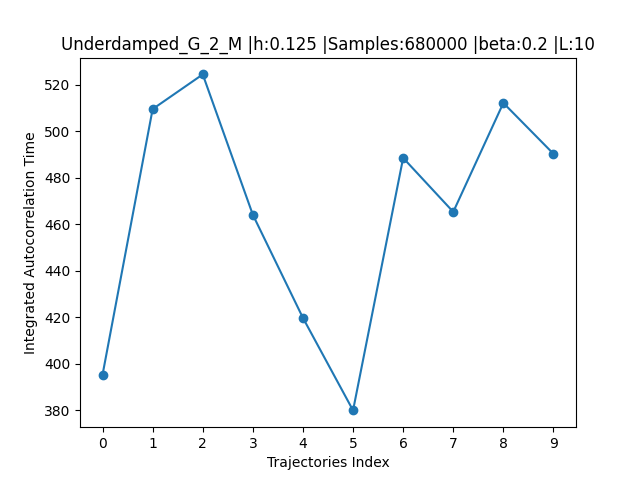 Underdamped_G_2_M |h:0.125 |Samples:680000 |beta:0.2 |L:10
Integrated Autocorrelation Time
520
500
480
460
440
420
400
380
0 1 2 3 4 5 6 7 8 9
Trajectories Index